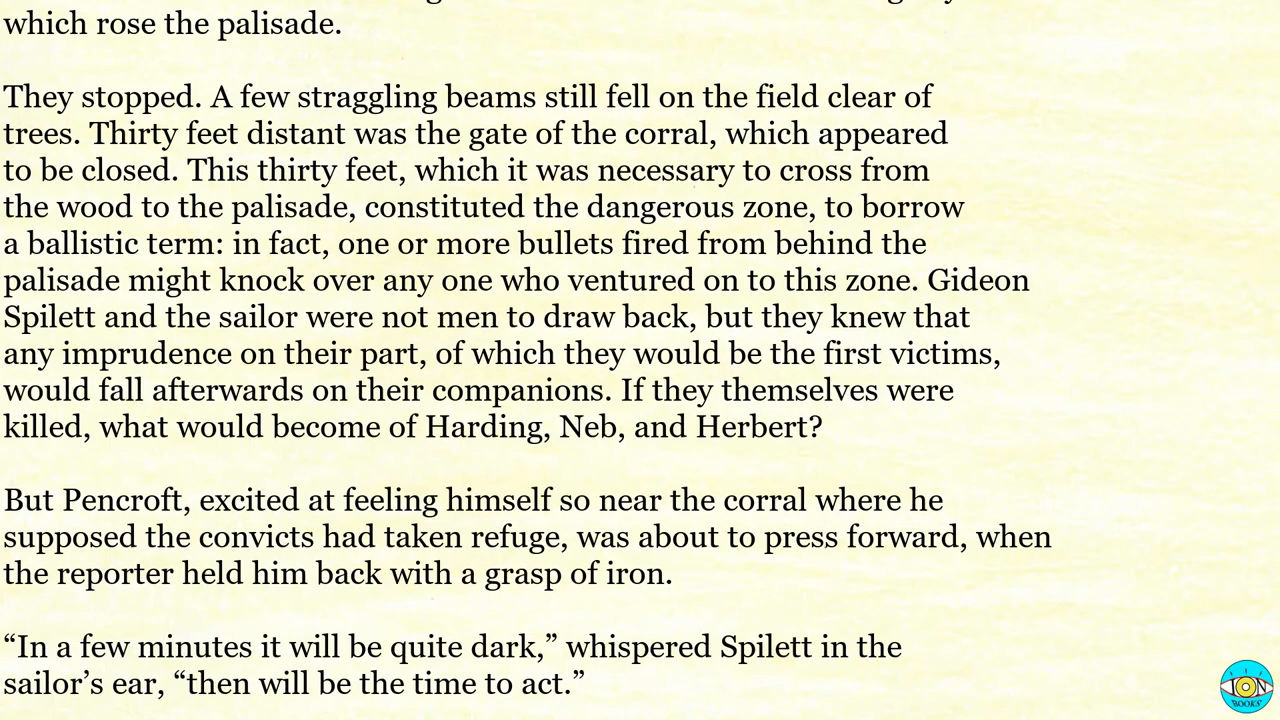 which rose the palisade.
They stopped. A few straggling beams still fell on the field clear of
trees. Thirty feet distant was the gate of the corral, which appeared
to be closed. This thirty feet, which it was necessary to cross from
the wood to the palisade, constituted the dangerous zone, to borrow
a ballistic term: in fact, one or more bullets fired from behind the
palisade might knock over any one who ventured on to this zone. Gideon
Spilett and the sailor were not men to draw back, but they knew that
any imprudence on their part, of which they would be the first victims,
would fall afterwards on their companions. If they themselves were
killed, what would become of Harding, Neb, and Herbert?
But Pencroft, excited at feeling himself so near the corral where he
supposed the convicts had taken refuge, was about to press forward, when
the reporter held him back with a grasp of iron.
“In a few minutes it will be quite dark,” whispered Spilett in the
sailor’s ear, “then will be the time to act.”
ION
BOOKS